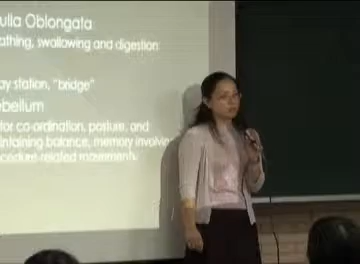 ulla Oblongata
athing, swallowing and digestion
ay station, "bridge"
ebellum
tor co-ordination, posture, and
intaining balance, memory involvin
cedure-related movements